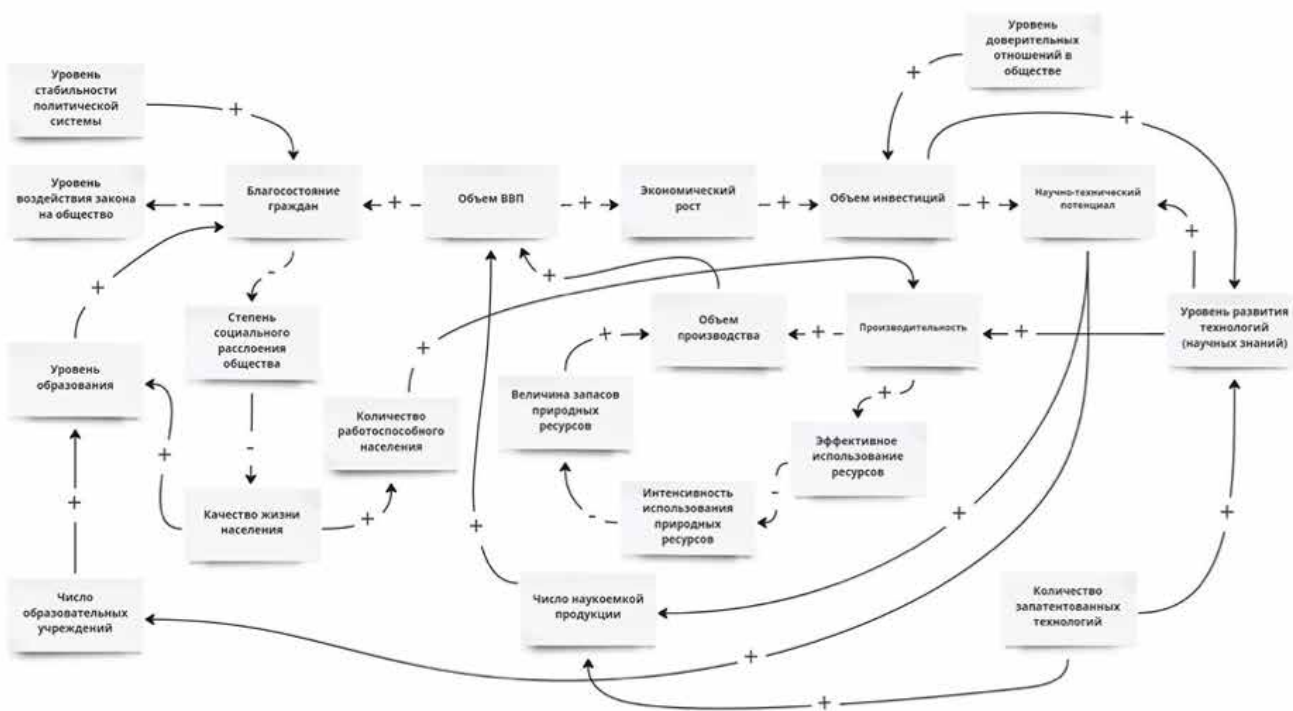 Уровень
доверительных
отношений в
обществе
Уровень
стабильности
политической
системы
+
+
+
Уровень
воздействия закона
на общество
-
Благосостояние
граждан
+
Объем ВВП
+
Экономический
рост
+
Объем инвестиций
+
Научно-технический
потенциал
+
+
-
+
Степень
социального
расслоения
общества
Объем
производства
+
Производительность
+
Уровень развития
технологий
(научных знаний)
+
+
Уровень
образования
Величина запасов
природных
ресурсов
+
Количество
работоспособного
населения
Эффективное
использование
ресурсов
-
+
-
Интенсивность
использования
природных
ресурсов
-
Качество жизни
населения
+
+
+
+
Число
образовательных
учреждений
Число наукоемкой
продукции
Количество
запатентованных
технологий
+
+
+